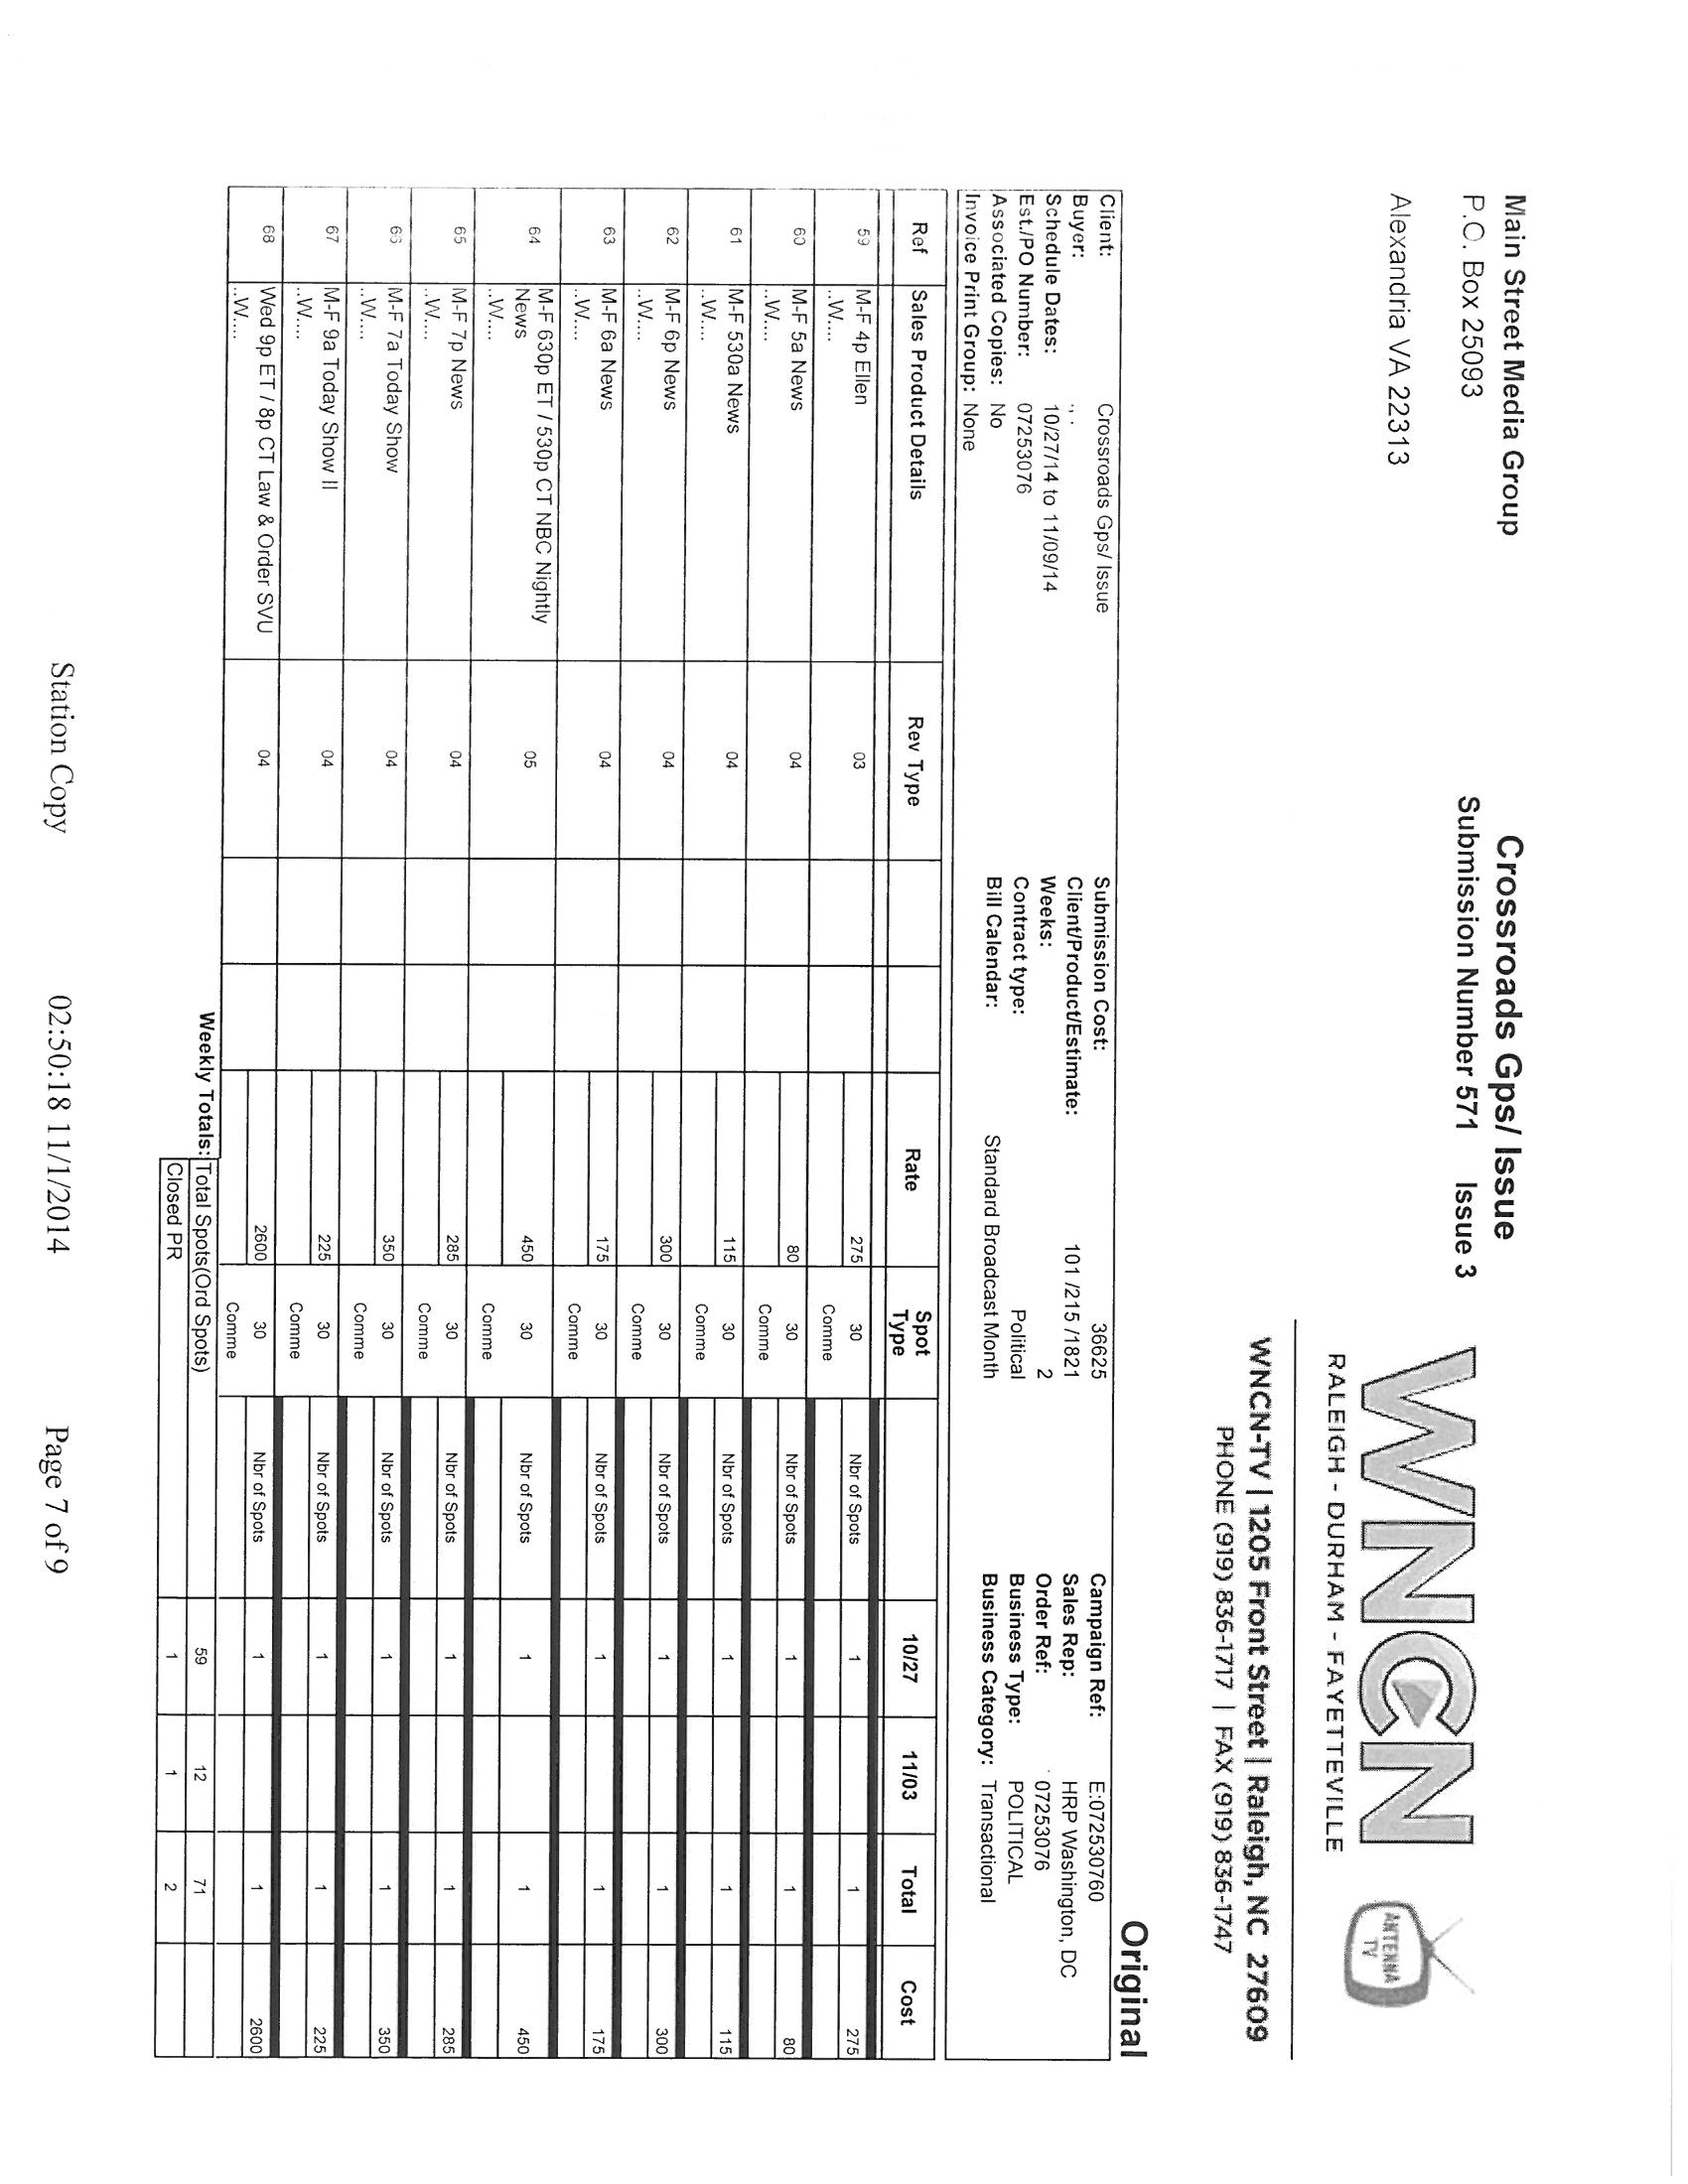 Main Street Media Group
P.O. Box 25093
Alexandria VA 22313
Crossroads Gps/ Issue
Submission Number 571 Issue 3
WNCN
RALEIGH - DURHAM - FAYETTEVILLE
ANTENNA
TV
WNCN-TV | 1205 Front Street | Raleigh, NC 27609
PHONE (919) 836-1717 | FAX (919) 836-1747
Original
Client: Crossroads Gps/ Issue Submission Cost: 36625 Campaign Ref: E:072530760
Buyer: Client/Product/Estimate: 101 /215 /1821 Sales Rep: HRP Washington, DC
Schedule Dates: 10/27/14 to 11/09/14 Weeks: 2 Order Ref: 07253076
Est./PO Number: 07253076 Contract type: Political Business Type: POLITICAL
Associated Copies: No Bill Calendar: Standard Broadcast Month Business Category: Transactional
Invoice Print Group: None
Ref Sales Product Details Rev Type Rate Spot Type 10/27 11/03 Total Cost
59 M-F 4p Ellen 03 275 30 Nbr of Spots 1 1 275
..W.... Comme
60 M-F 5a News 04 80 30 Nbr of Spots 1 1 80
..W.... Comme
61 M-F 530a News 04 115 30 Nbr of Spots 1 1 115
..W.... Comme
62 M-F 6p News 04 300 30 Nbr of Spots 1 1 300
..W.... Comme
63 M-F 6a News 04 175 30 Nbr of Spots 1 1 175
..W.... Comme
64 M-F 630p ET / 530p CT NBC Nightly 05 450 30 Nbr of Spots 1 1 450
News
..W.... Comme
65 M-F 7p News 04 285 30 Nbr of Spots 1 1 285
..W.... Comme
66 M-F 7a Today Show 04 350 30 Nbr of Spots 1 1 350
..W.... Comme
67 M-F 9a Today Show II 04 225 30 Nbr of Spots 1 1 225
..W.... Comme
68 Wed 9p ET / 8p CT Law & Order SVU 04 2600 30 Nbr of Spots 1 1 2600
..W.... Comme
Weekly Totals: Total Spots(Ord Spots) 59 12 71
Closed PR 1 1 2
Station Copy 02:50:18 11/1/2014 Page 7 of 9